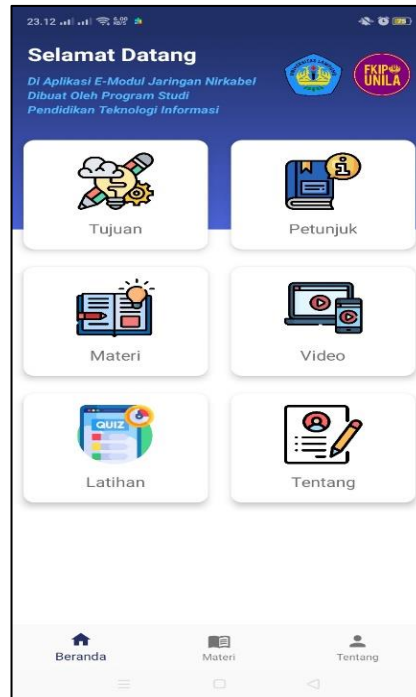 23.12
Selamat Datang
Di Aplikasi E-Modul Jaringan Nirkabel
Dibuat Oleh Program Studi
Pendidikan Teknologi Informasi
FKIP
UNILA
Tujuan
Petunjuk
Materi
Video
QUIZ
Latihan
Tentang
Beranda
Materi
Tentang